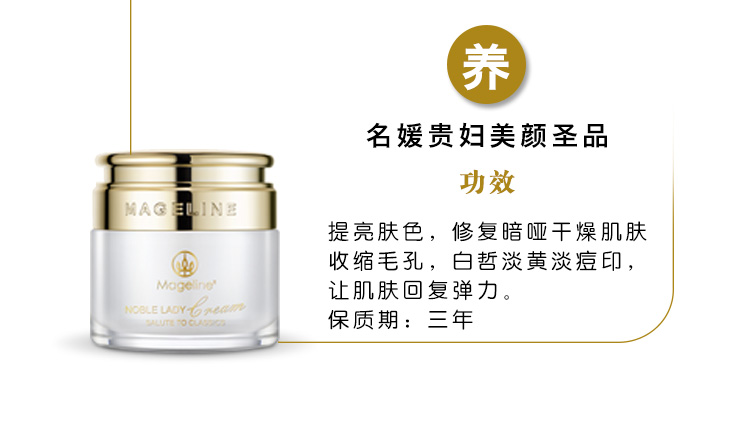 养
名媛贵妇美颜圣品
功效
提亮肤色，修复暗哑干燥肌肤
收缩毛孔，白皙淡黄淡痘印，
让肌肤回复弹力。
保质期：三年
MAGELINE
Mageline®
NOBLE LADY Cream
SALUTE TO CLASSICS